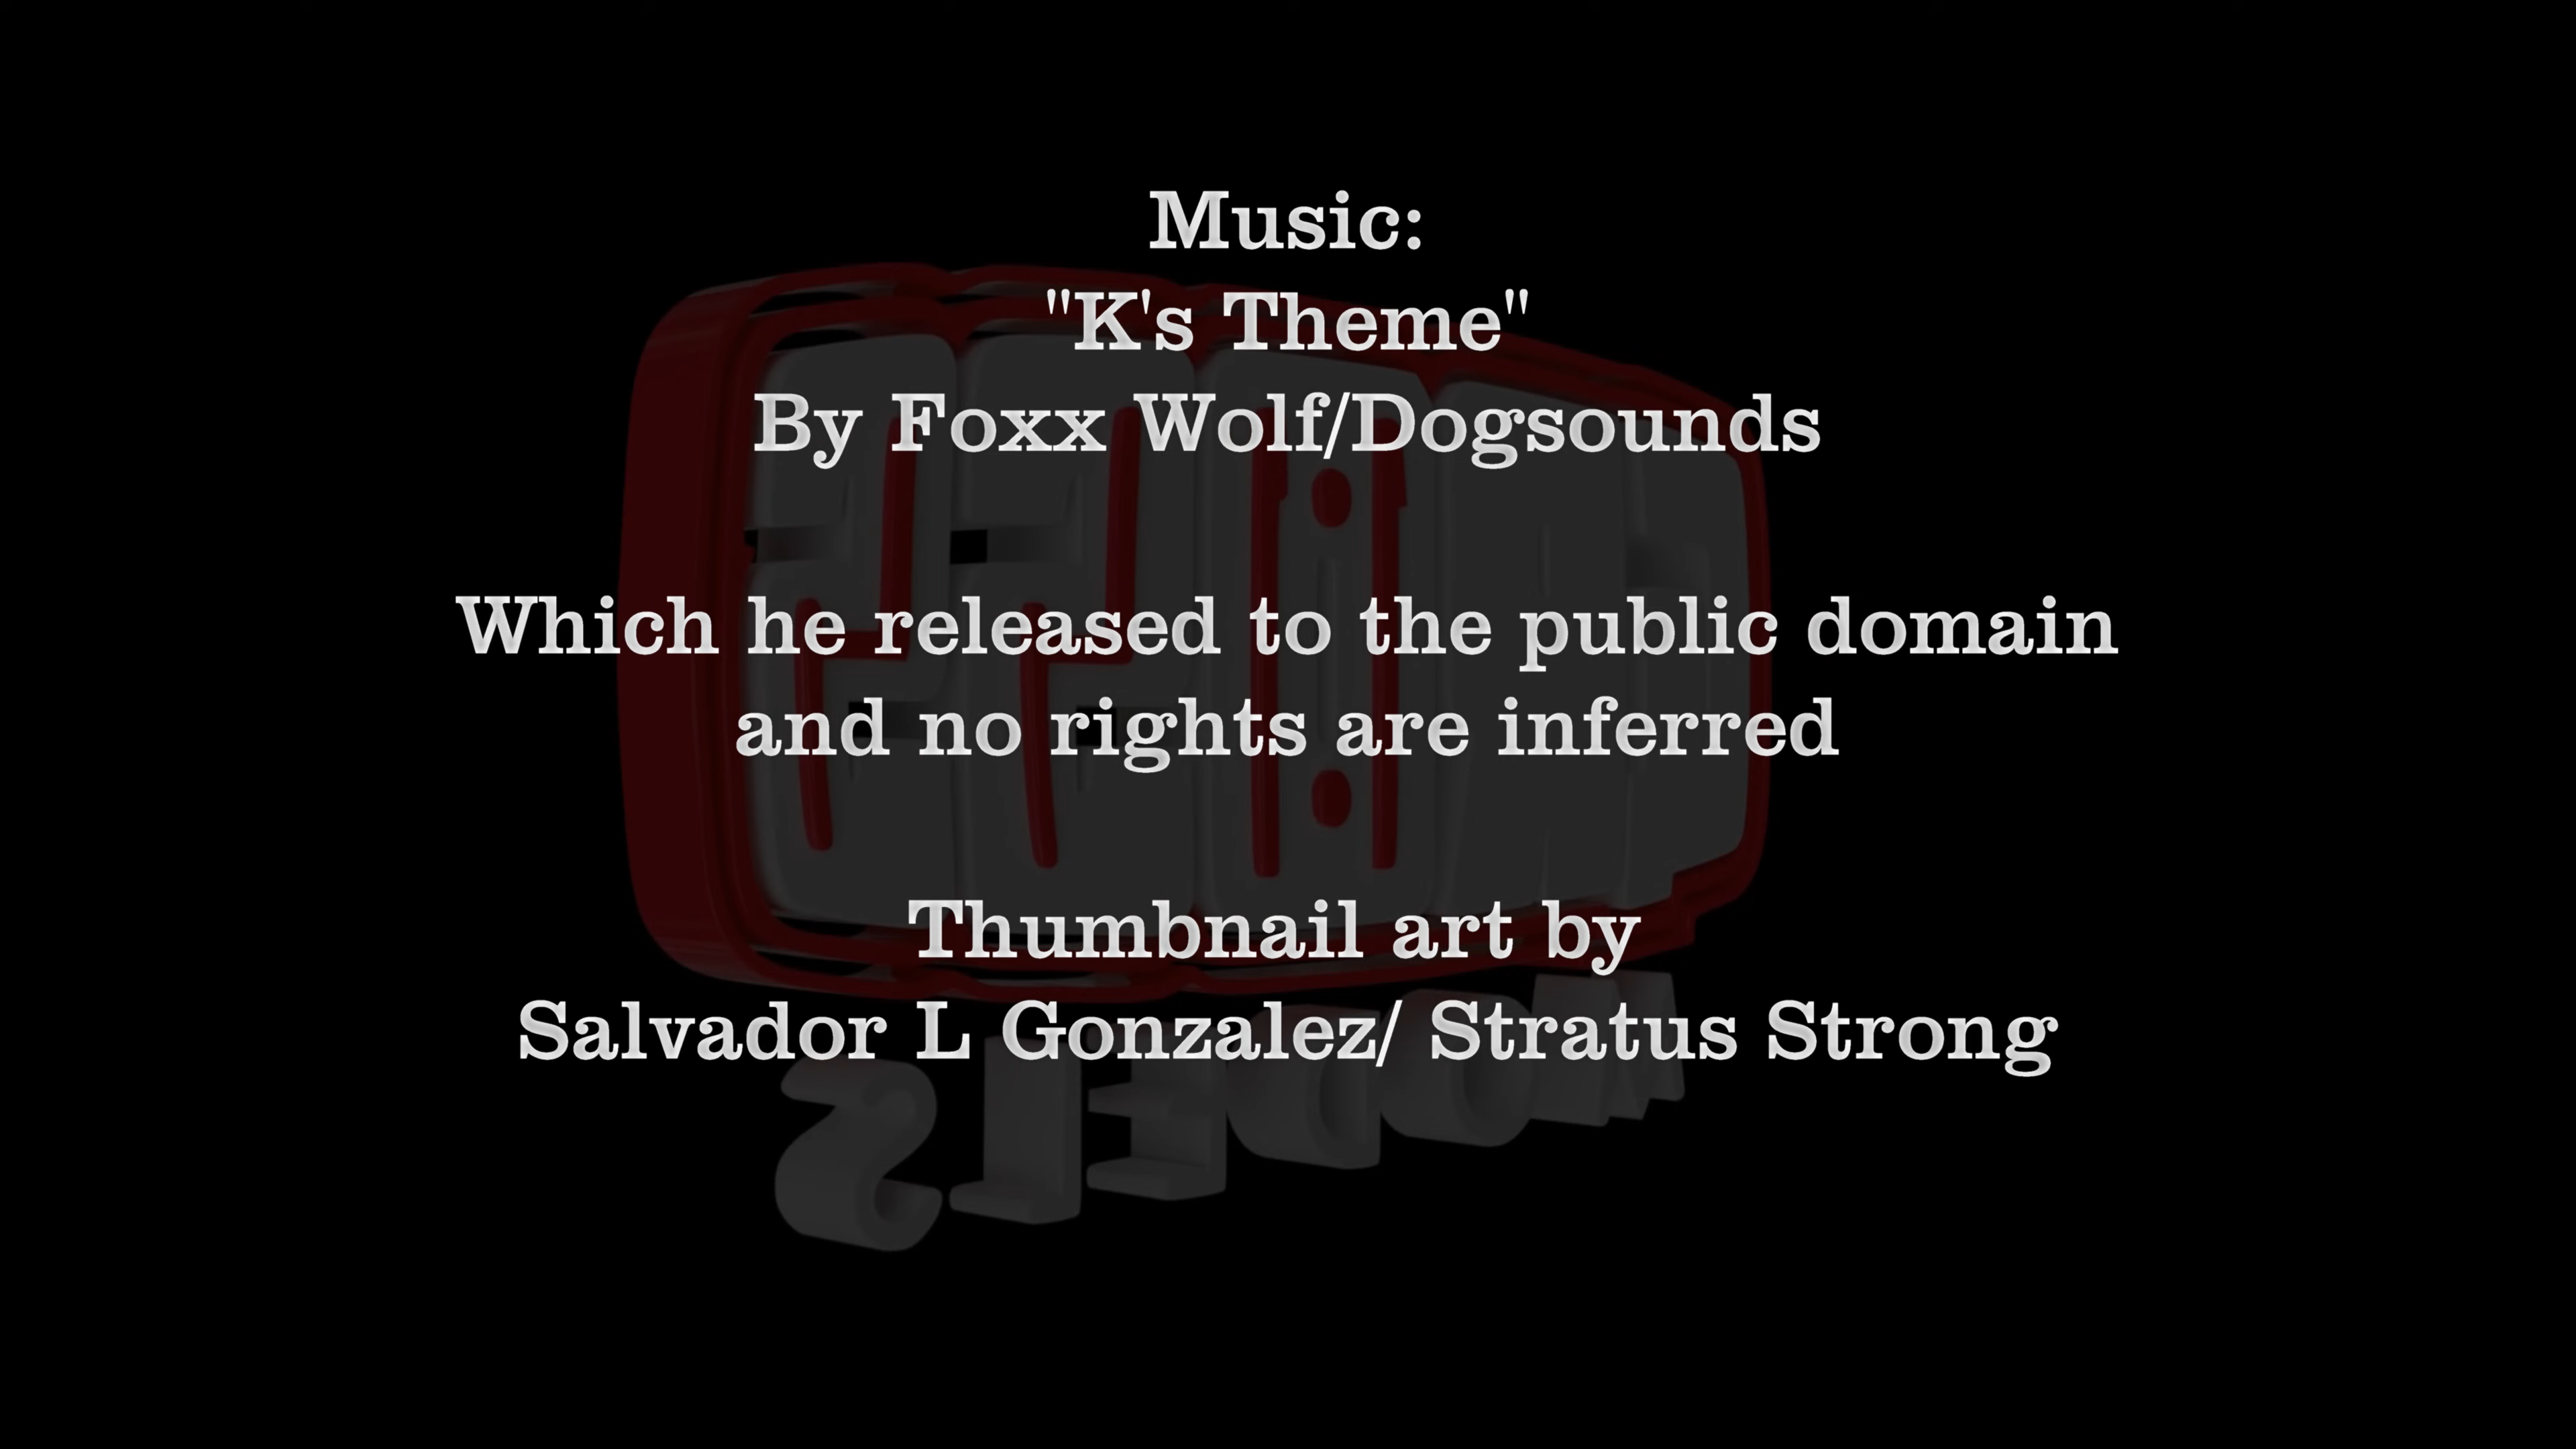 Music:
"K's Theme"
By Foxx Wolf/Dogsounds
Which he released to the public domain
and no rights are inferred
Thumbnail art by
Salvador L Gonzalez/ Stratus Strong
MODELS